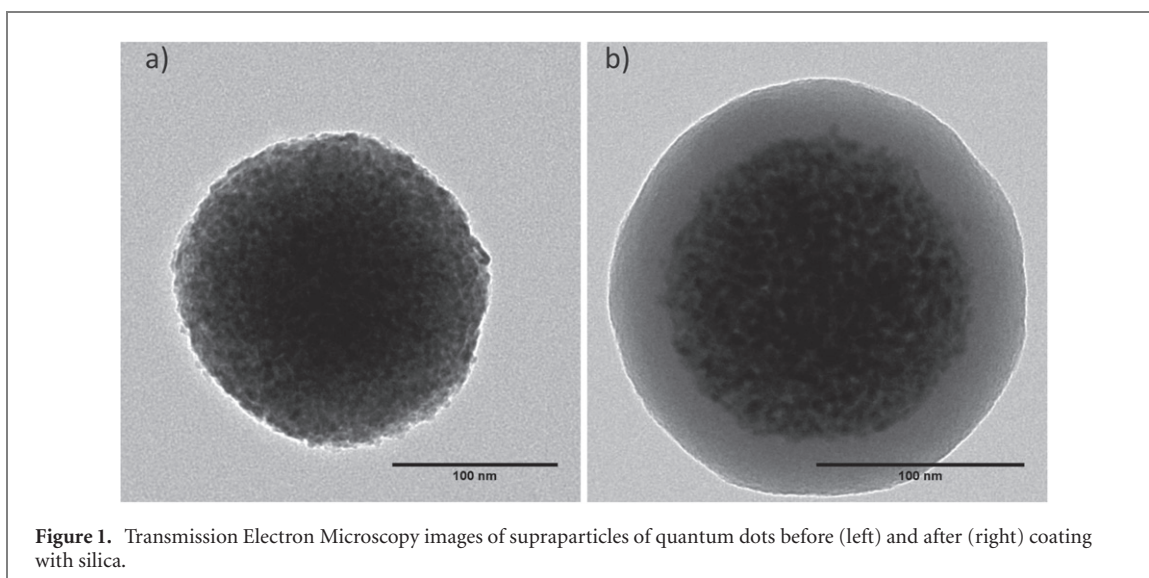 a)
b)
100 nm
100 nm
Figure 1. Transmission Electron Microscopy images of supraparticles of quantum dots before (left) and after (right) coating
with silica.